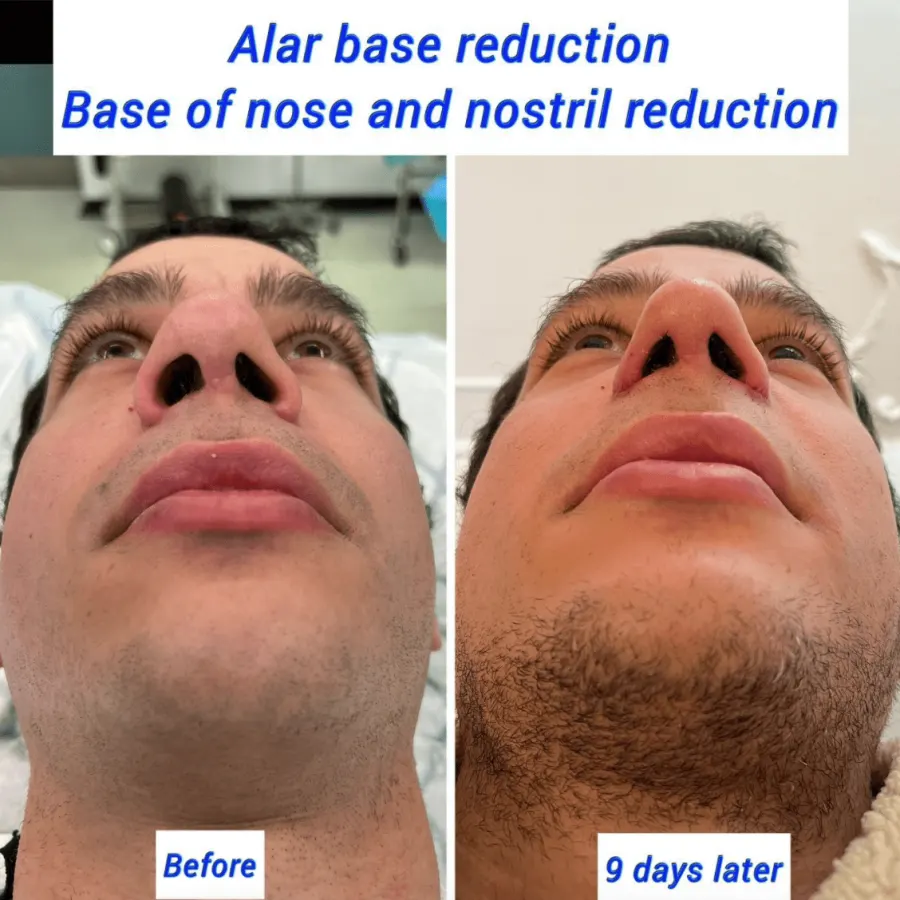 Alar base reduction
Base of nose and nostril reduction
Before
9 days later